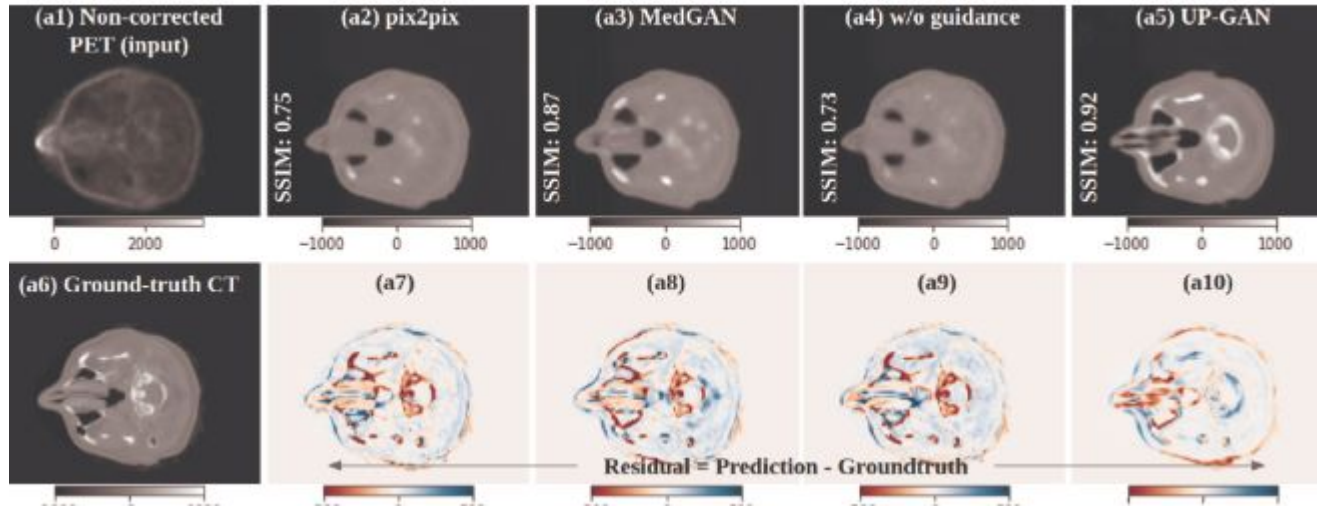 (a1) Non-corrected
PET (input)
(a2) pix2pix
(a3) MedGAN
(a4) w/o guidance
(a5) UP-GAN
SSIM: 0.75
SSIM: 0.87
SSIM: 0.73
SSIM: 0.92
0 2000
−1000 0 1000
−1000 0 1000
−1000 0 1000
−1000 0 1000
(a6) Ground-truth CT
(a7)
(a8)
(a9)
(a10)
Residual = Prediction - Groundtruth